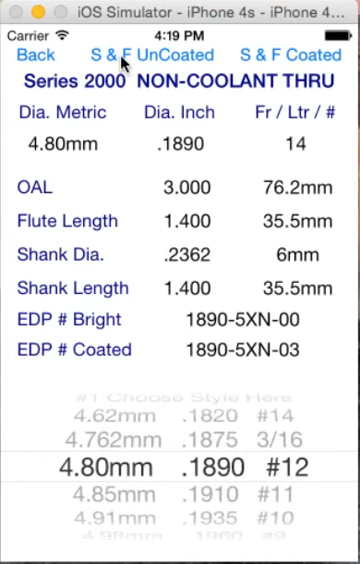 iOS Simulator - iPhone 4s - iPhone 4...
Carrier 4:19 PM
Back S & F UnCoated S & F Coated
Series 2000 NON-COOLANT THRU
Dia. Metric Dia. Inch Fr / Ltr / #
4.80mm .1890 14
OAL 3.000 76.2mm
Flute Length 1.400 35.5mm
Shank Dia. .2362 6mm
Shank Length 1.400 35.5mm
EDP # Bright 1890-5XN-00
EDP # Coated 1890-5XN-03
#1 Choose Style Here
4.62mm .1820 #14
4.762mm .1875 3/16
4.80mm .1890 #12
4.85mm .1910 #11
4.91mm .1935 #10
4.98mm .1960 #9